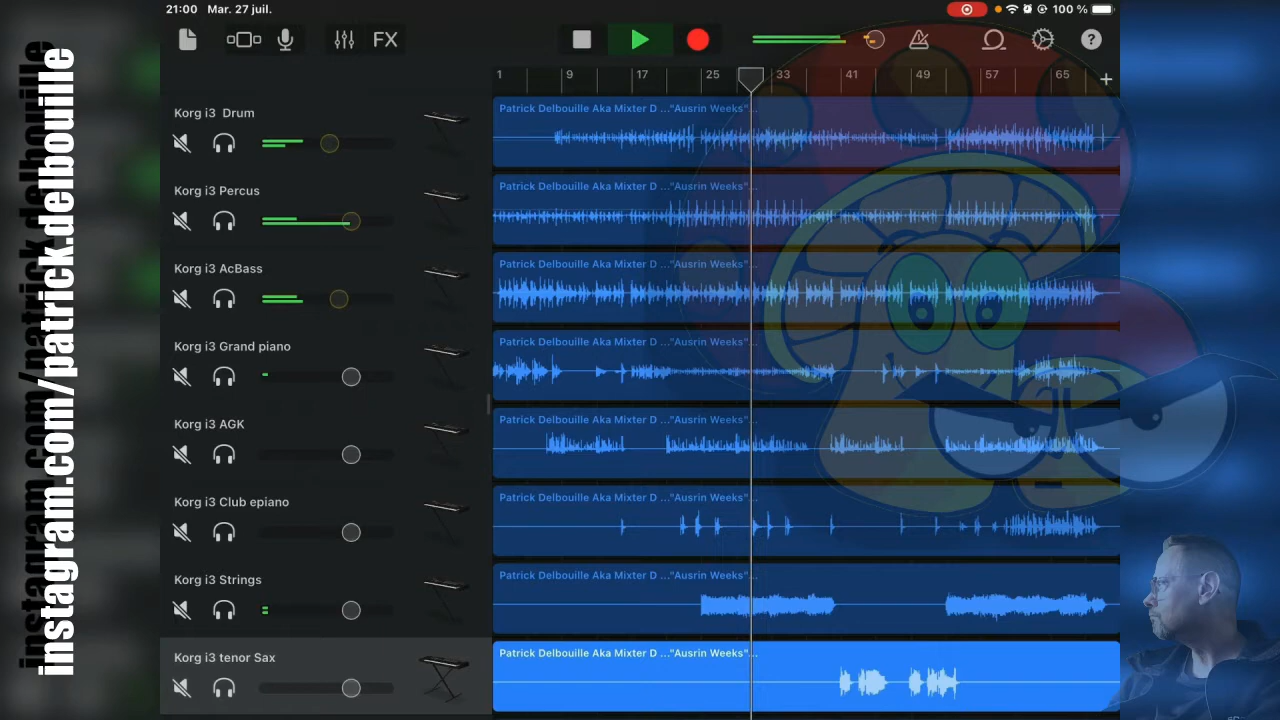 instagram.com/patrick.delbouille
21:00 Mar. 27 juil.
100 %
FX
?
1 9 17 25 33 41 49 57 65 +
Korg i3 Drum
Patrick Delbouille Aka Mixter D ..."Ausrin Weeks"...
Korg i3 Percus
Patrick Delbouille Aka Mixter D ..."Ausrin Weeks"...
Korg i3 AcBass
Patrick Delbouille Aka Mixter D ..."Ausrin Weeks"...
Korg i3 Grand piano
Patrick Delbouille Aka Mixter D ..."Ausrin Weeks"...
Korg i3 AGK
Patrick Delbouille Aka Mixter D ..."Ausrin Weeks"...
Korg i3 Club epiano
Patrick Delbouille Aka Mixter D ..."Ausrin Weeks"...
Korg i3 Strings
Patrick Delbouille Aka Mixter D ..."Ausrin Weeks"...
Korg i3 tenor Sax
Patrick Delbouille Aka Mixter D ..."Ausrin Weeks"...